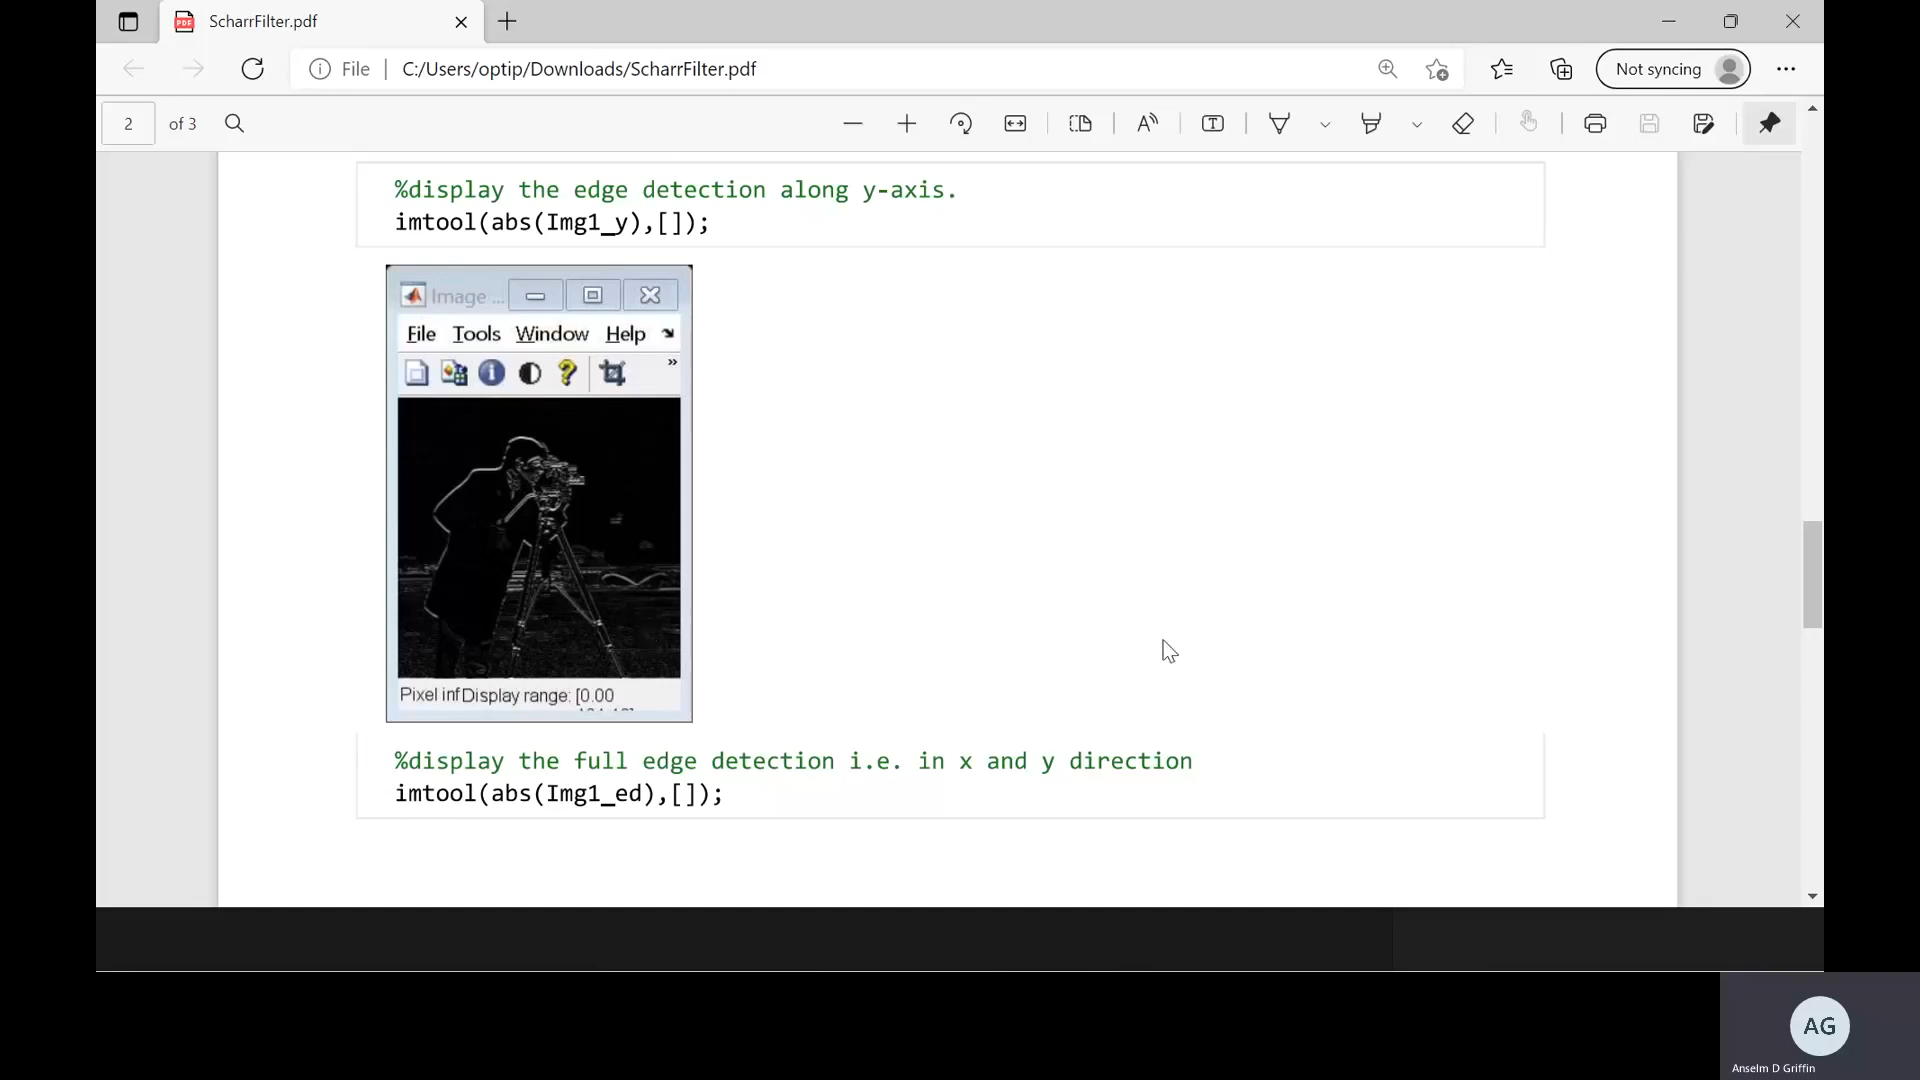 ScharrFilter.pdf
File
C:/Users/optip/Downloads/ScharrFilter.pdf
Not syncing
2 of 3
%display the edge detection along y-axis.
imtool(abs(Img1_y),[]);
Image ...
File Tools Window Help
Pixel inf Display range: [0.00
%display the full edge detection i.e. in x and y direction
imtool(abs(Img1_ed),[]);
AG
Anselm D Griffin